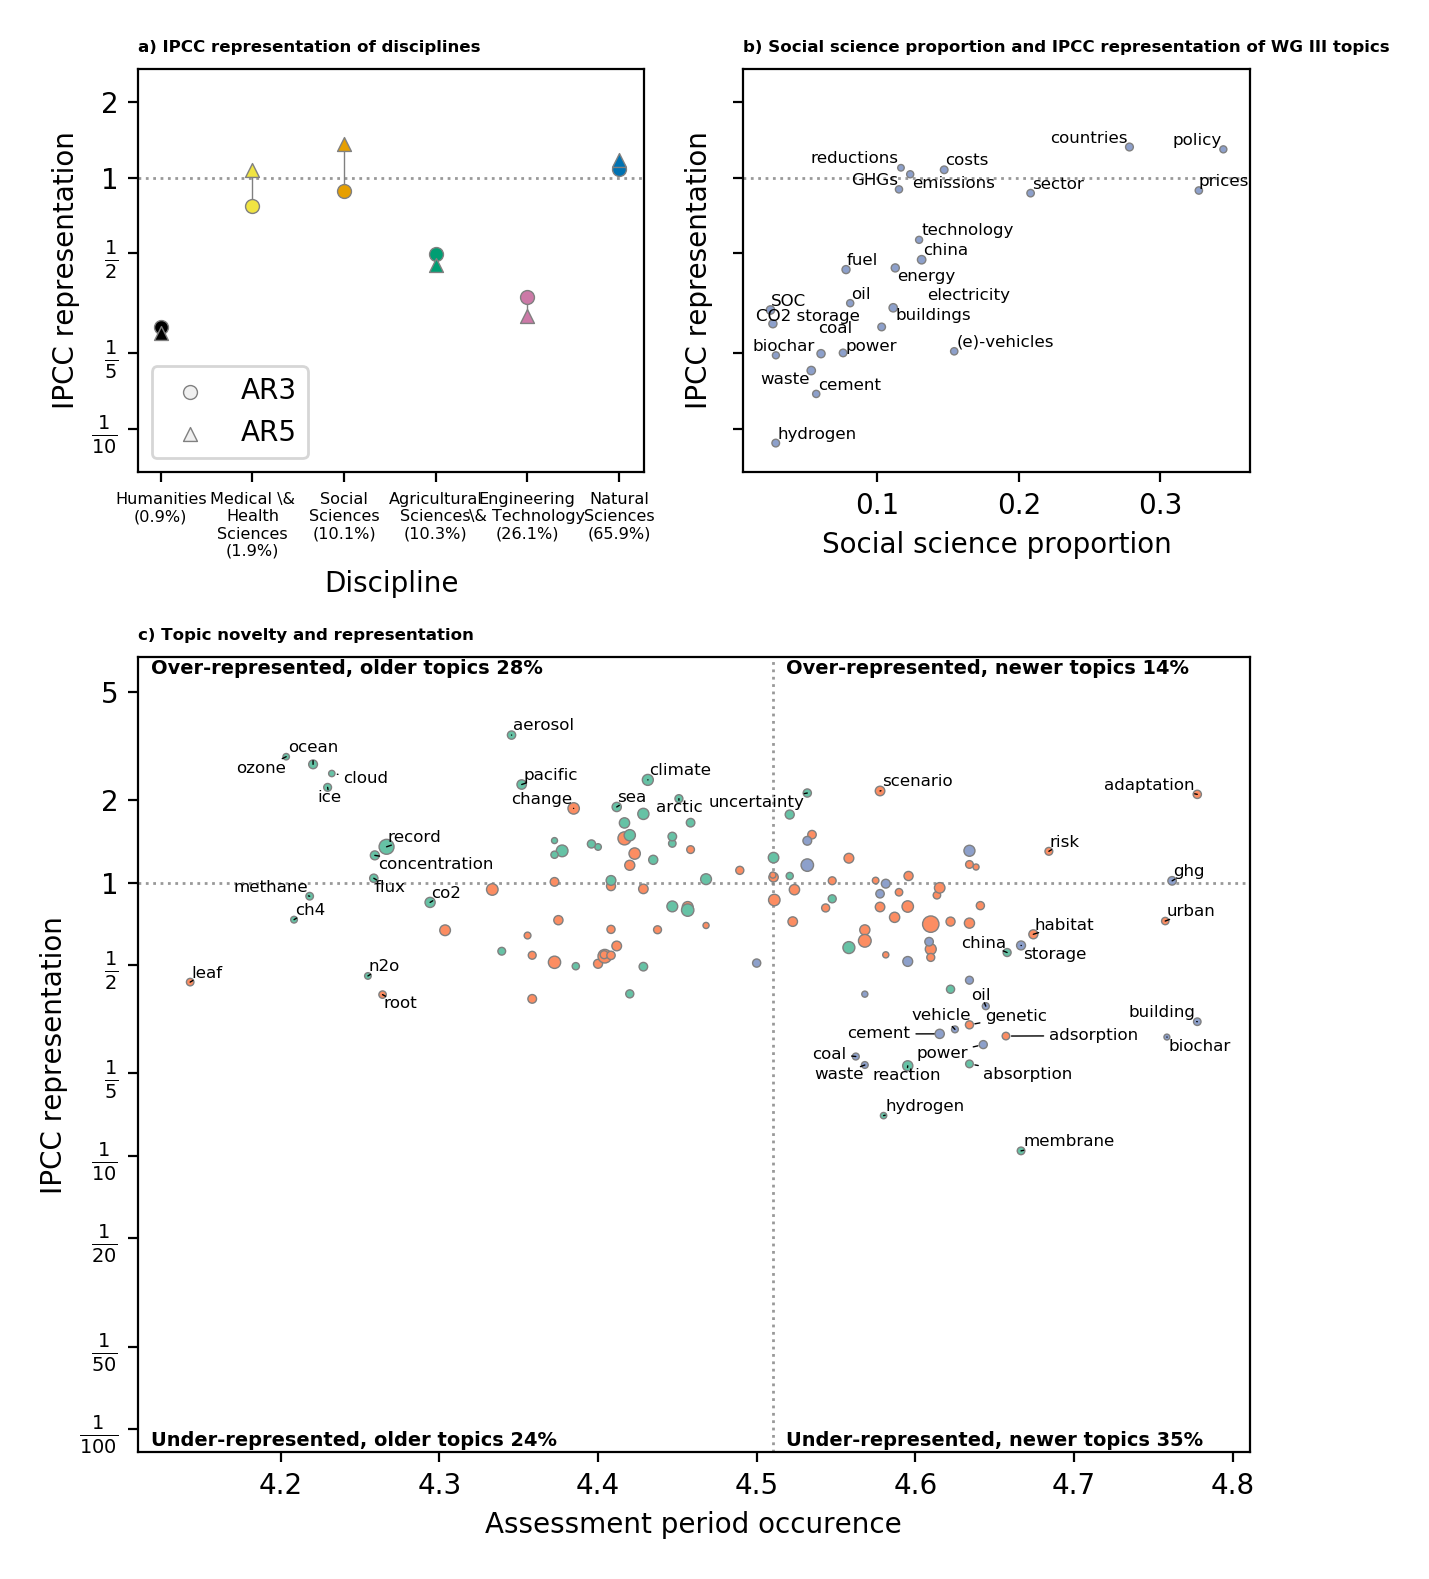 a) IPCC representation of disciplines
IPCC representation
2
1
1/2
1/5
1/10
AR3
AR5
Humanities
(0.9%)
Medical \&
Health
Sciences
(1.9%)
Social
Sciences
(10.1%)
Agricultural
Sciences
(10.3%)
Engineering
\& Technology
(26.1%)
Natural
Sciences
(65.9%)
Discipline
b) Social science proportion and IPCC representation of WG III topics
IPCC representation
countries
policy
reductions
costs
GHGs
emissions
sector
prices
technology
china
fuel
energy
oil
electricity
SOC
CO2 storage
buildings
coal
biochar
power
(e)-vehicles
waste
cement
hydrogen
0.1
0.2
0.3
Social science proportion
c) Topic novelty and representation
Over-represented, older topics 28%
Over-represented, newer topics 14%
IPCC representation
5
2
1
1/2
1/5
1/10
1/20
1/50
1/100
aerosol
ocean
ozone
cloud
ice
pacific
climate
change
sea
arctic
uncertainty
scenario
adaptation
record
concentration
risk
methane
flux
co2
ghg
ch4
urban
habitat
china
storage
leaf
n2o
root
oil
vehicle
genetic
building
cement
adsorption
biochar
power
coal
waste
reaction
absorption
hydrogen
membrane
Under-represented, older topics 24%
Under-represented, newer topics 35%
4.2
4.3
4.4
4.5
4.6
4.7
4.8
Assessment period occurence